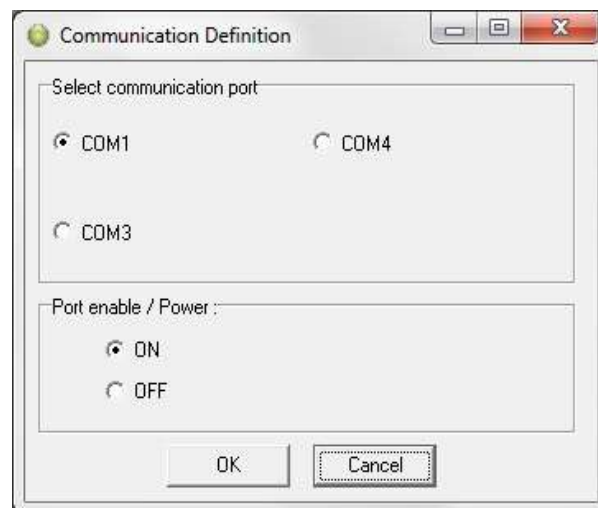 Communication Definition
Select communication port
COM1 COM4
COM3
Port enable / Power :
ON
OFF
OK Cancel